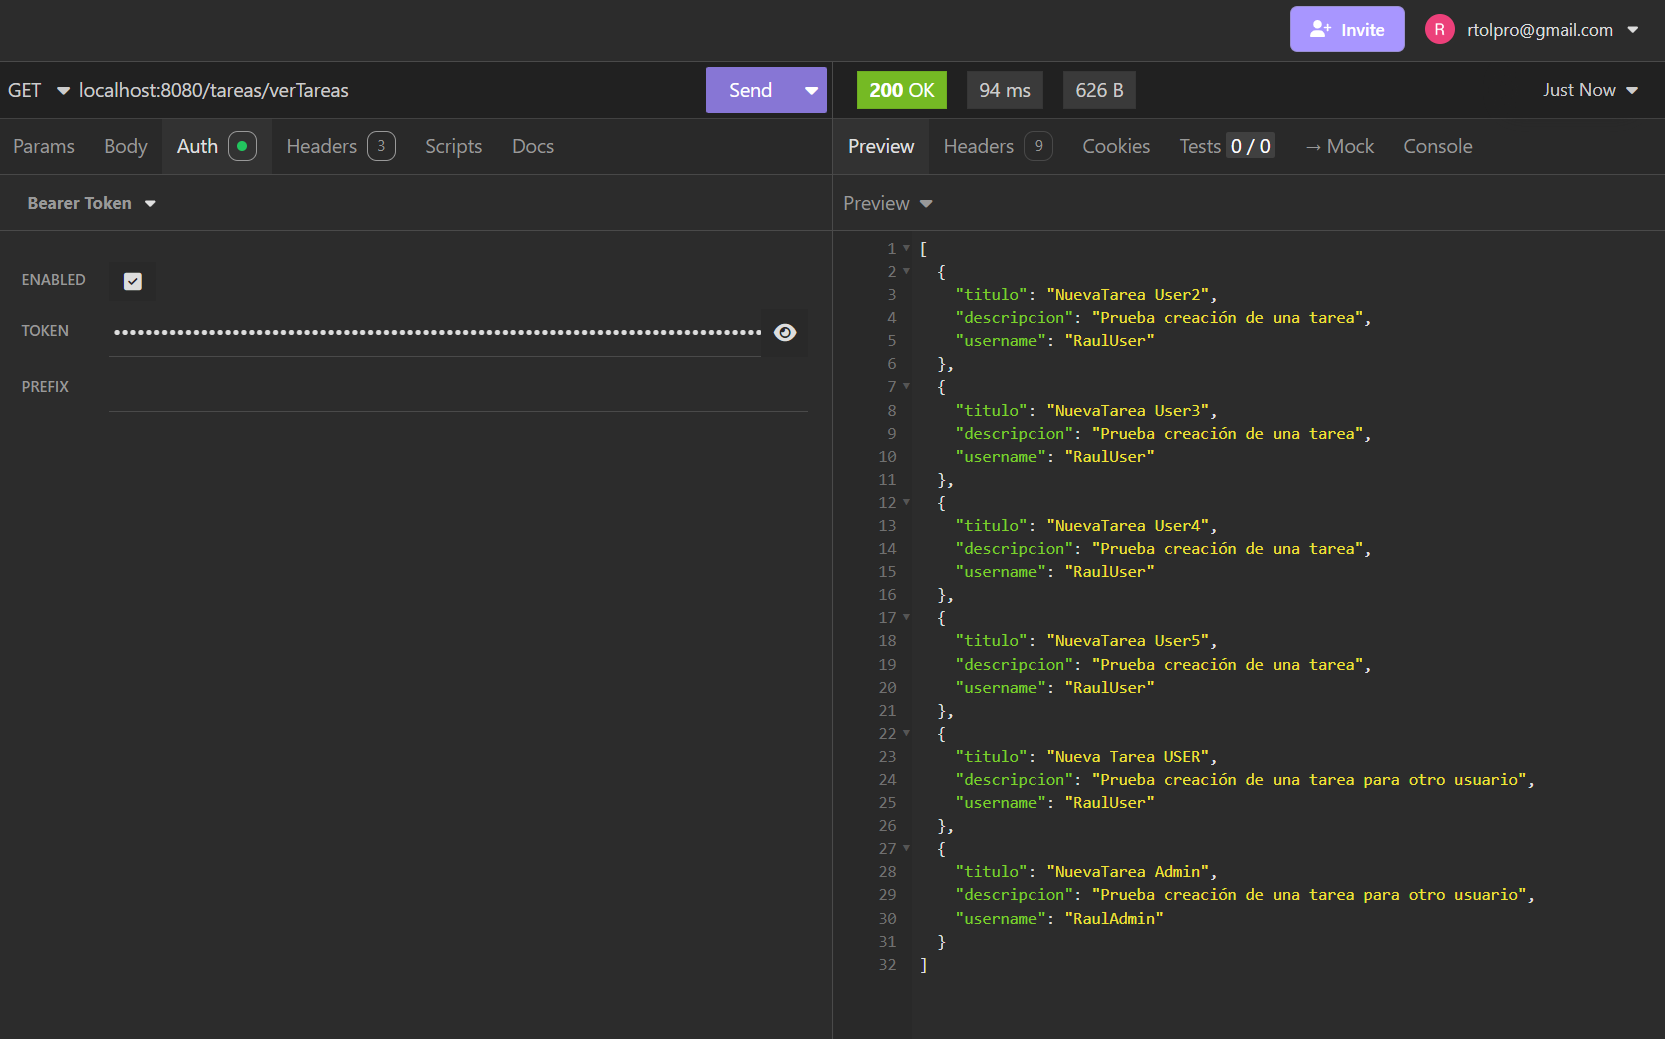 Invite
R
rtolpro@gmail.com
GET localhost:8080/tareas/verTareas
Send
200 OK
94 ms
626 B
Just Now
Params Body Auth Headers 3 Scripts Docs
Preview Headers 9 Cookies Tests 0 / 0 → Mock Console
Bearer Token
Preview
ENABLED
TOKEN ••••••••••••••••••••••••••••••••••••••••••••••••••••••••••••••••••••••••••••••••••
PREFIX
1 [
2 {
3 "titulo": "NuevaTarea User2",
4 "descripcion": "Prueba creación de una tarea",
5 "username": "RaulUser"
6 },
7 {
8 "titulo": "NuevaTarea User3",
9 "descripcion": "Prueba creación de una tarea",
10 "username": "RaulUser"
11 },
12 {
13 "titulo": "NuevaTarea User4",
14 "descripcion": "Prueba creación de una tarea",
15 "username": "RaulUser"
16 },
17 {
18 "titulo": "NuevaTarea User5",
19 "descripcion": "Prueba creación de una tarea",
20 "username": "RaulUser"
21 },
22 {
23 "titulo": "Nueva Tarea USER",
24 "descripcion": "Prueba creación de una tarea para otro usuario",
25 "username": "RaulUser"
26 },
27 {
28 "titulo": "NuevaTarea Admin",
29 "descripcion": "Prueba creación de una tarea para otro usuario",
30 "username": "RaulAdmin"
31 }
32 ]